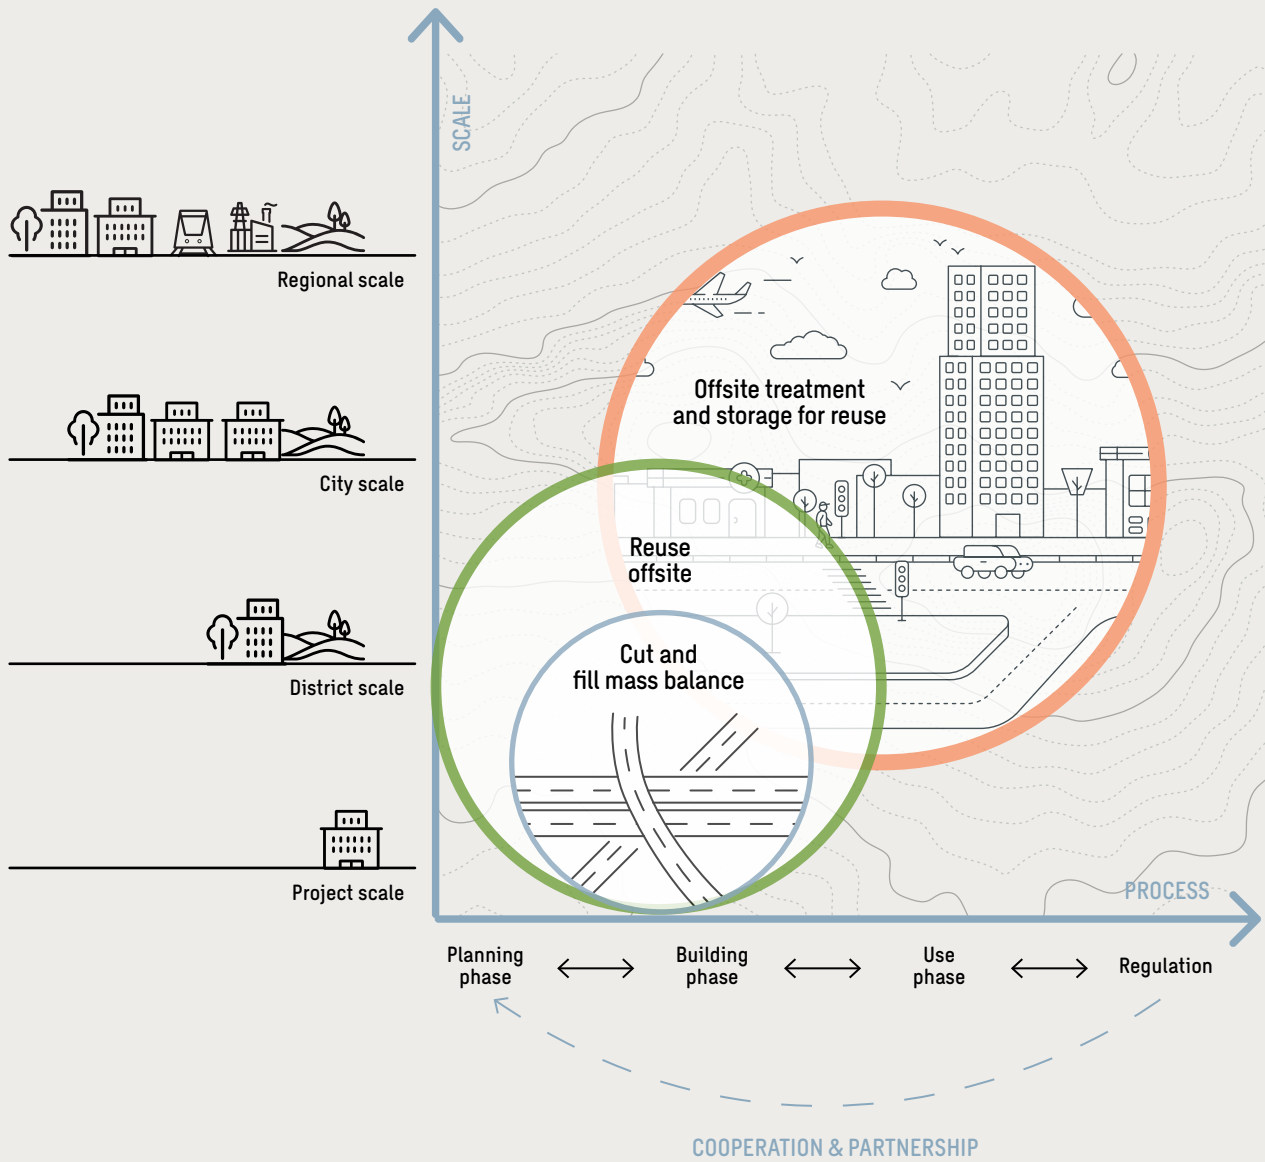 SCALE
Regional scale
Offsite treatment
and storage for reuse
City scale
Reuse
offsite
Cut and
fill mass balance
District scale
Project scale
PROCESS
Planning
phase
Building
phase
Use
phase
Regulation
COOPERATION & PARTNERSHIP